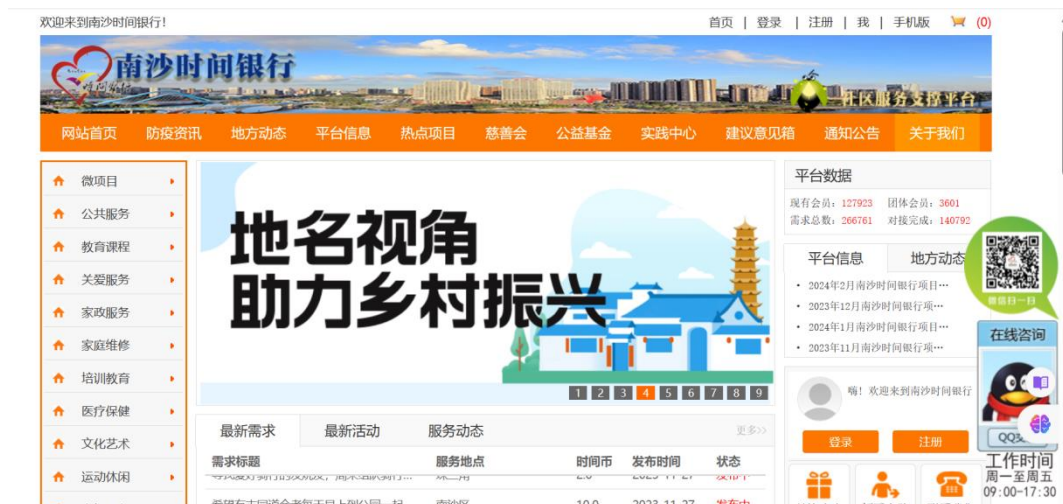 欢迎来到南沙时间银行!
首页 | 登录 | 注册 | 我 | 手机版 (0)
南沙时间银行
社区服务支撑平台
网站首页 防疫资讯 地方动态 平台信息 热点项目 慈善会 公益基金 实践中心 建议意见箱 通知公告 关于我们
微项目
公共服务
教育课程
关爱服务
家政服务
家庭维修
培训教育
医疗保健
文化艺术
运动休闲
地名视角
助力乡村振兴
1 2 3 4 5 6 7 8 9
最新需求 最新活动 服务动态 更多>>
需求标题 服务地点 时间币 发布时间 状态
南沙区 10.0 2023-11-27 发布中
平台数据
现有会员: 127923 团体会员: 3601
需求总数: 266761 对接完成: 140792
平台信息 地方动态
• 2024年2月南沙时间银行项目…
• 2023年12月南沙时间银行项…
• 2024年1月南沙时间银行项目…
• 2023年11月南沙时间银行项…
嗨! 欢迎来到南沙时间银行
登录 注册
微信扫一扫
在线咨询
QQ交
工作时间
周一至周五
09:00-17:30